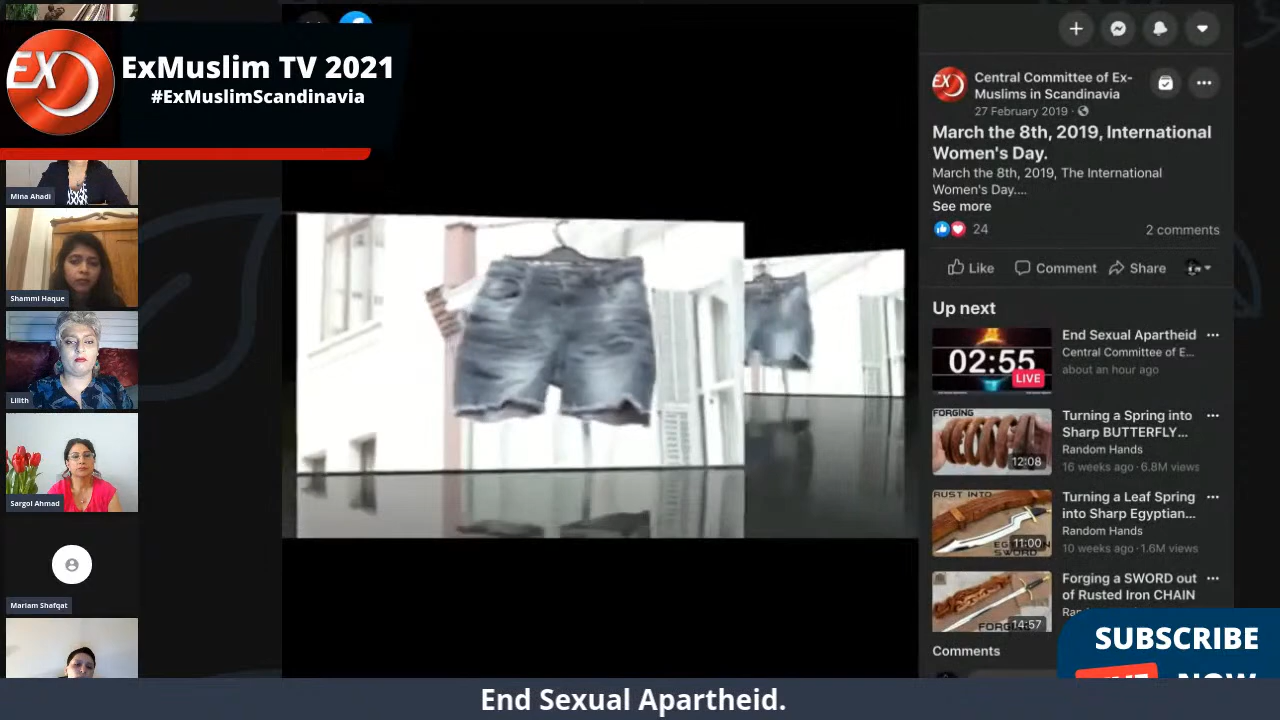 EX
ExMuslim TV 2021
#ExMuslimScandinavia
Mina Ahadi
Shammi Haque
Lilith
Sargol Ahmad
Mariam Shafqat
Central Committee of Ex-
Muslims in Scandinavia
27 February 2019 ·
March the 8th, 2019, International
Women's Day.
March the 8th, 2019, The International
Women's Day....
See more
24
2 comments
Like
Comment
Share
Up next
02:55
LIVE
End Sexual Apartheid
Central Committee of E...
about an hour ago
FORGING
12:08
Turning a Spring into
Sharp BUTTERFLY...
Random Hands
16 weeks ago · 6.8M views
RUST INTO
11:00
Turning a Leaf Spring
into Sharp Egyptian...
Random Hands
10 weeks ago · 1.6M views
14:57
Forging a SWORD out
of Rusted Iron CHAIN
Comments
SUBSCRIBE
NOW
End Sexual Apartheid.